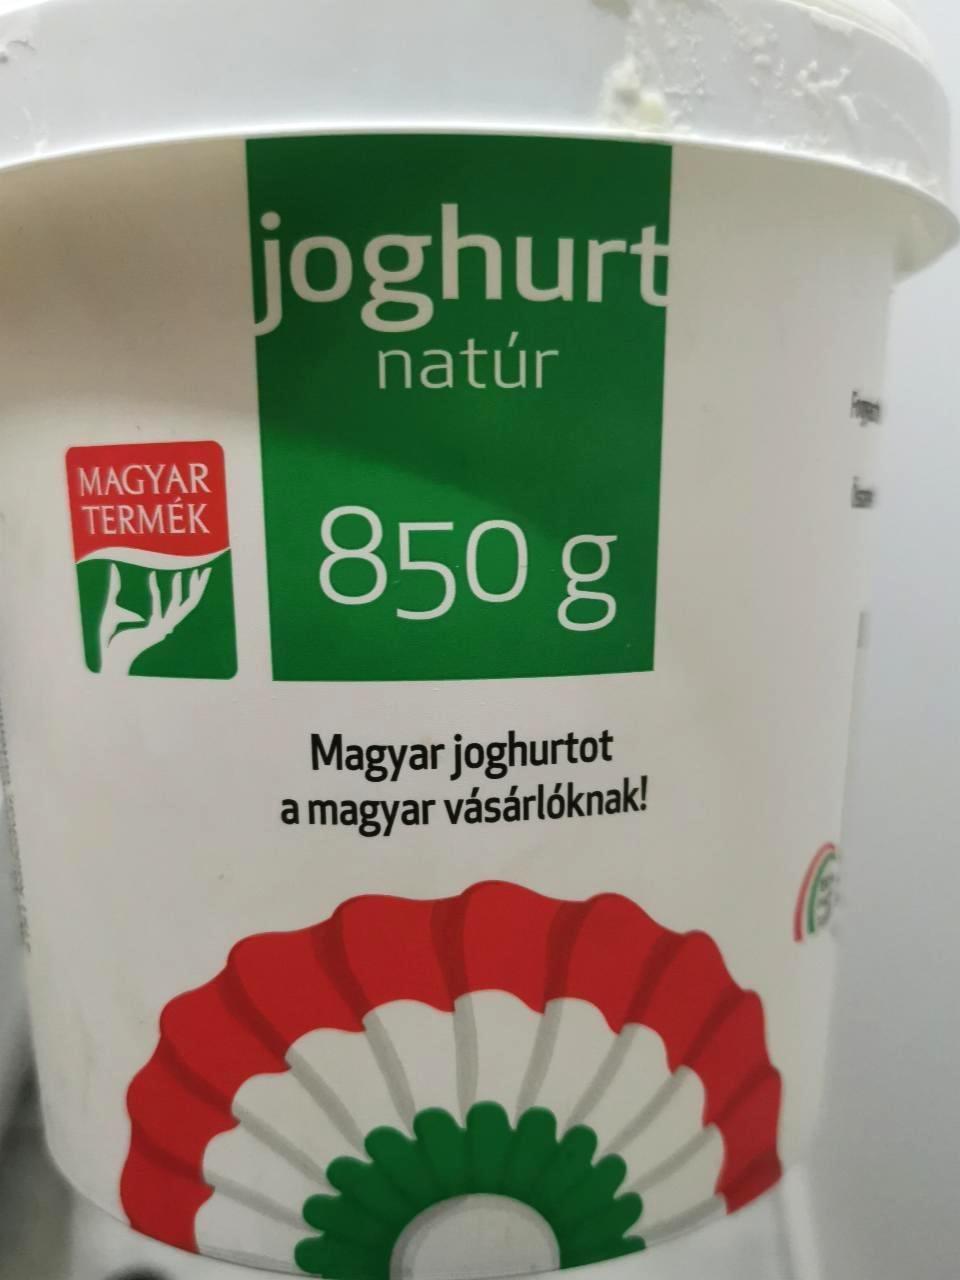 joghurt
natúr
MAGYAR
TERMÉK
850 g
Magyar joghurtot
a magyar vásárlóknak!